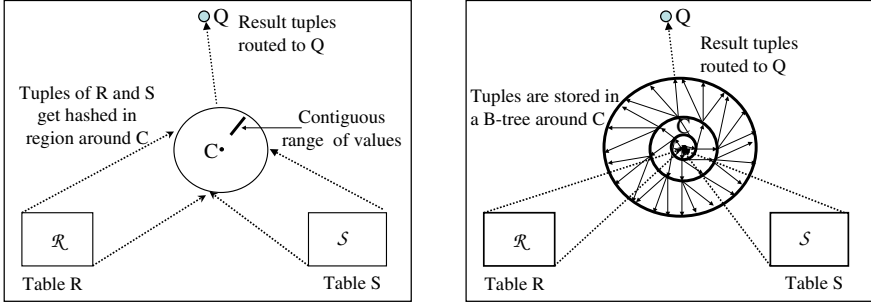 Q
Result tuples
routed to Q
Tuples of R and S
get hashed in
region around C
Contiguous
range of values
C
R
S
Table R
Table S
Q
Result tuples
routed to Q
Tuples are stored in
a B-tree around C
C
R
S
Table R
Table S